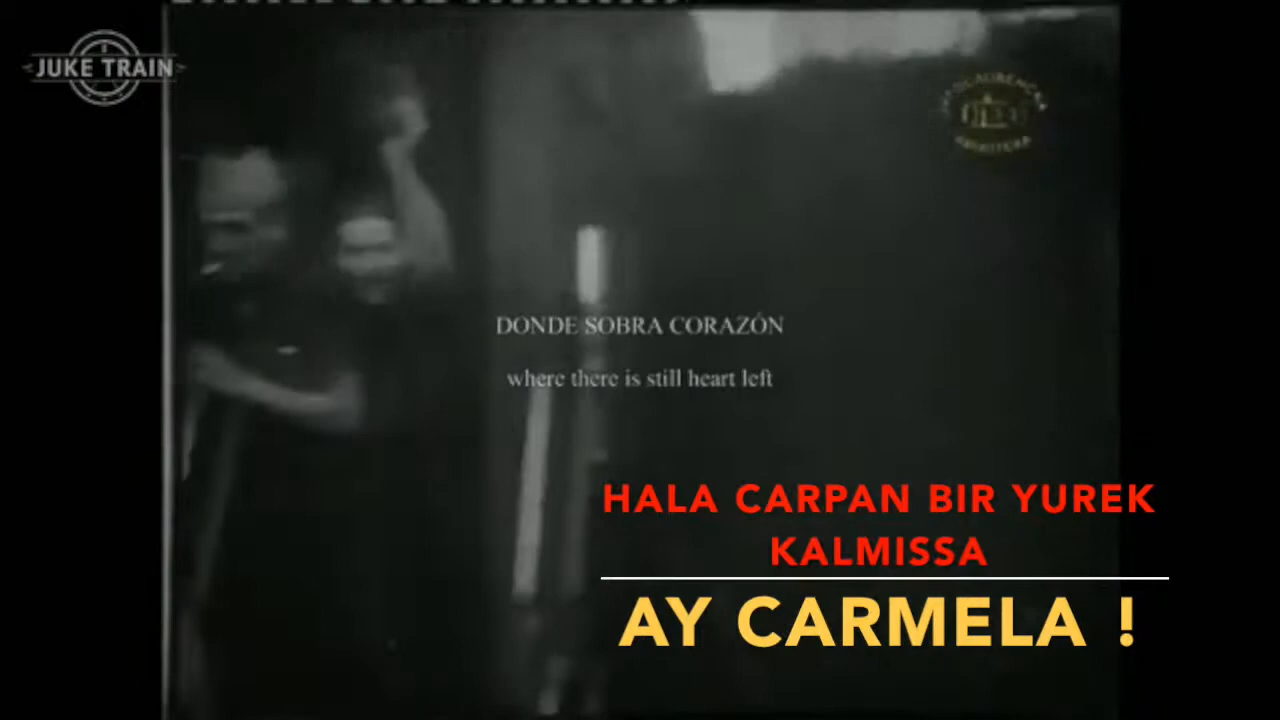 JUKE TRAIN
DONDE SOBRA CORAZÓN
where there is still heart left
HALA CARPAN BIR YUREK
KALMISSA
AY CARMELA !